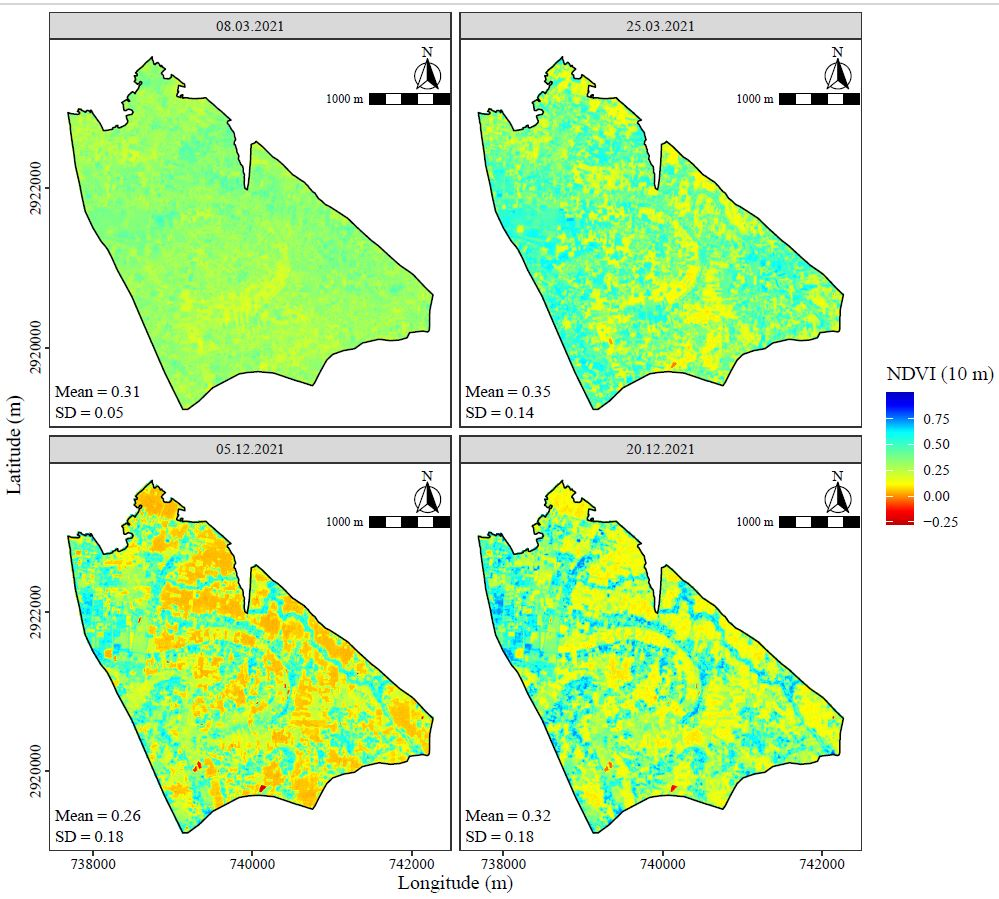 08.03.2021
25.03.2021
N
1000 m
N
1000 m
2922000
2920000
Mean = 0.31
SD = 0.05
Mean = 0.35
SD = 0.14
NDVI (10 m)
0.75
0.50
0.25
0.00
−0.25
Latitude (m)
05.12.2021
20.12.2021
N
1000 m
N
1000 m
2922000
2920000
Mean = 0.26
SD = 0.18
Mean = 0.32
SD = 0.18
738000
740000
742000
738000
740000
742000
Longitude (m)